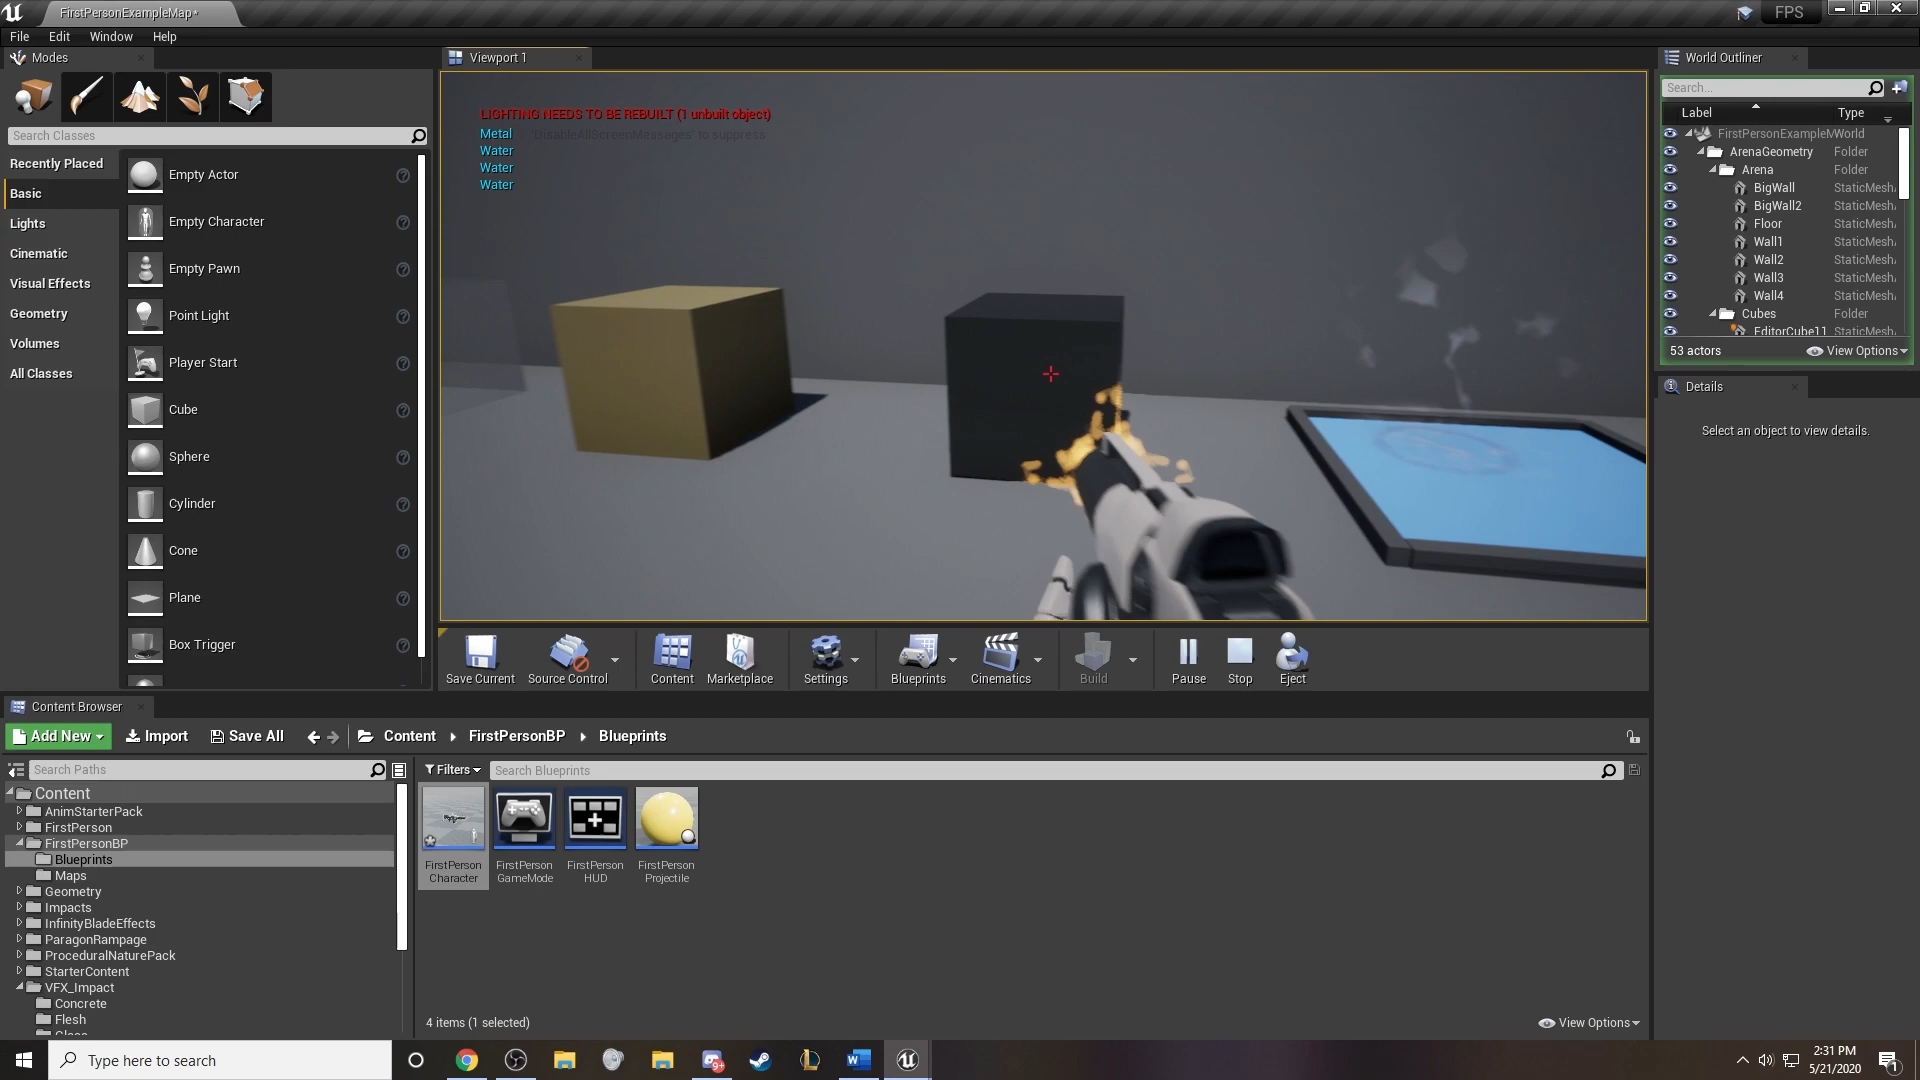 FirstPersonExampleMap*
FPS
File Edit Window Help
Modes
Viewport 1
World Outliner
Search Classes
Recently Placed
Basic
Lights
Cinematic
Visual Effects
Geometry
Volumes
All Classes
Empty Actor
Empty Character
Empty Pawn
Point Light
Player Start
Cube
Sphere
Cylinder
Cone
Plane
Box Trigger
LIGHTING NEEDS TO BE REBUILT (1 unbuilt object)
Metal
'DisableAllScreenMessages' to suppress
Water
Water
Water
Search...
Label Type
FirstPersonExampleM World
ArenaGeometry Folder
Arena Folder
BigWall StaticMesh
BigWall2 StaticMesh
Floor StaticMesh
Wall1 StaticMesh
Wall2 StaticMesh
Wall3 StaticMesh
Wall4 StaticMesh
Cubes Folder
EditorCube11 StaticMesh
53 actors View Options
Details
Select an object to view details.
Save Current Source Control Content Marketplace Settings Blueprints Cinematics Build Pause Stop Eject
Content Browser
Add New Import Save All Content FirstPersonBP Blueprints
Search Paths
Filters Search Blueprints
Content
AnimStarterPack
FirstPerson
FirstPersonBP
Blueprints
Maps
Geometry
Impacts
InfinityBladeEffects
ParagonRampage
ProceduralNaturePack
StarterContent
VFX_Impact
Concrete
Flesh
FirstPerson
Character
FirstPerson
GameMode
FirstPerson
HUD
FirstPerson
Projectile
4 items (1 selected) View Options
Type here to search
9+
2:31 PM
5/21/2020
1